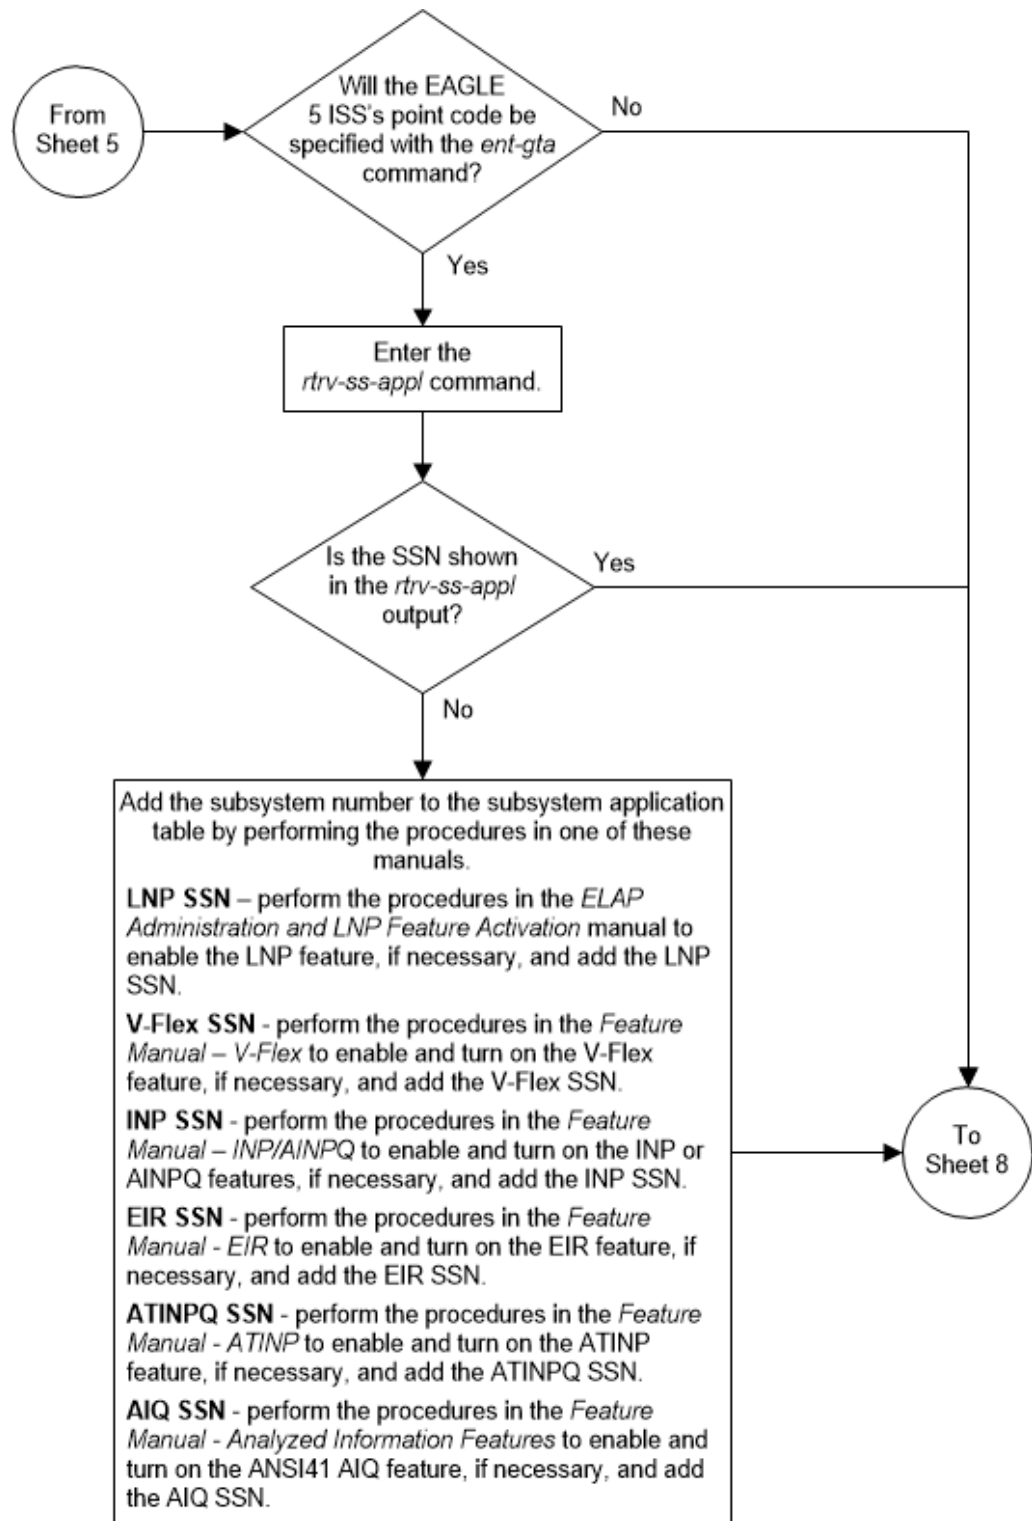 From
Sheet 5
Will the EAGLE
5 ISS's point code be
specified with the ent-gta
command?
No
Yes
Enter the
rtrv-ss-appl command.
Is the SSN shown
in the rtrv-ss-appl
output?
Yes
No
Add the subsystem number to the subsystem application
table by performing the procedures in one of these
manuals.
LNP SSN – perform the procedures in the ELAP
Administration and LNP Feature Activation manual to
enable the LNP feature, if necessary, and add the LNP
SSN.
V-Flex SSN - perform the procedures in the Feature
Manual – V-Flex to enable and turn on the V-Flex
feature, if necessary, and add the V-Flex SSN.
INP SSN - perform the procedures in the Feature
Manual – INP/AINPQ to enable and turn on the INP or
AINPQ features, if necessary, and add the INP SSN.
EIR SSN - perform the procedures in the Feature
Manual - EIR to enable and turn on the EIR feature, if
necessary, and add the EIR SSN.
ATINPQ SSN - perform the procedures in the Feature
Manual - ATINP to enable and turn on the ATINP
feature, if necessary, and add the ATINPQ SSN.
AIQ SSN - perform the procedures in the Feature
Manual - Analyzed Information Features to enable and
turn on the ANSI41 AIQ feature, if necessary, and add
the AIQ SSN.
To
Sheet 8